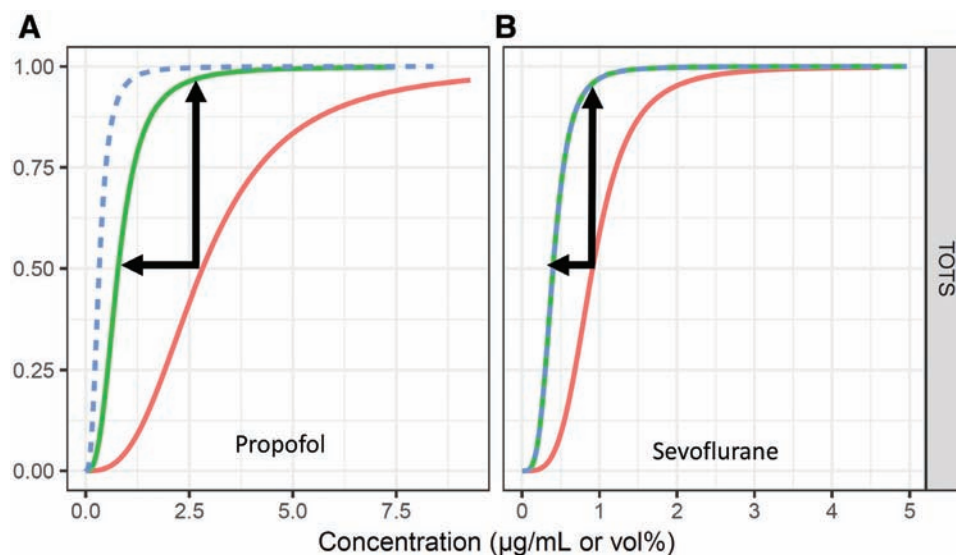 A
B
1.00
0.75
0.50
0.25
0.00
Propofol
Sevoflurane
TOTS
0.0 2.5 5.0 7.5
0 1 2 3 4 5
Concentration (µg/mL or vol%)